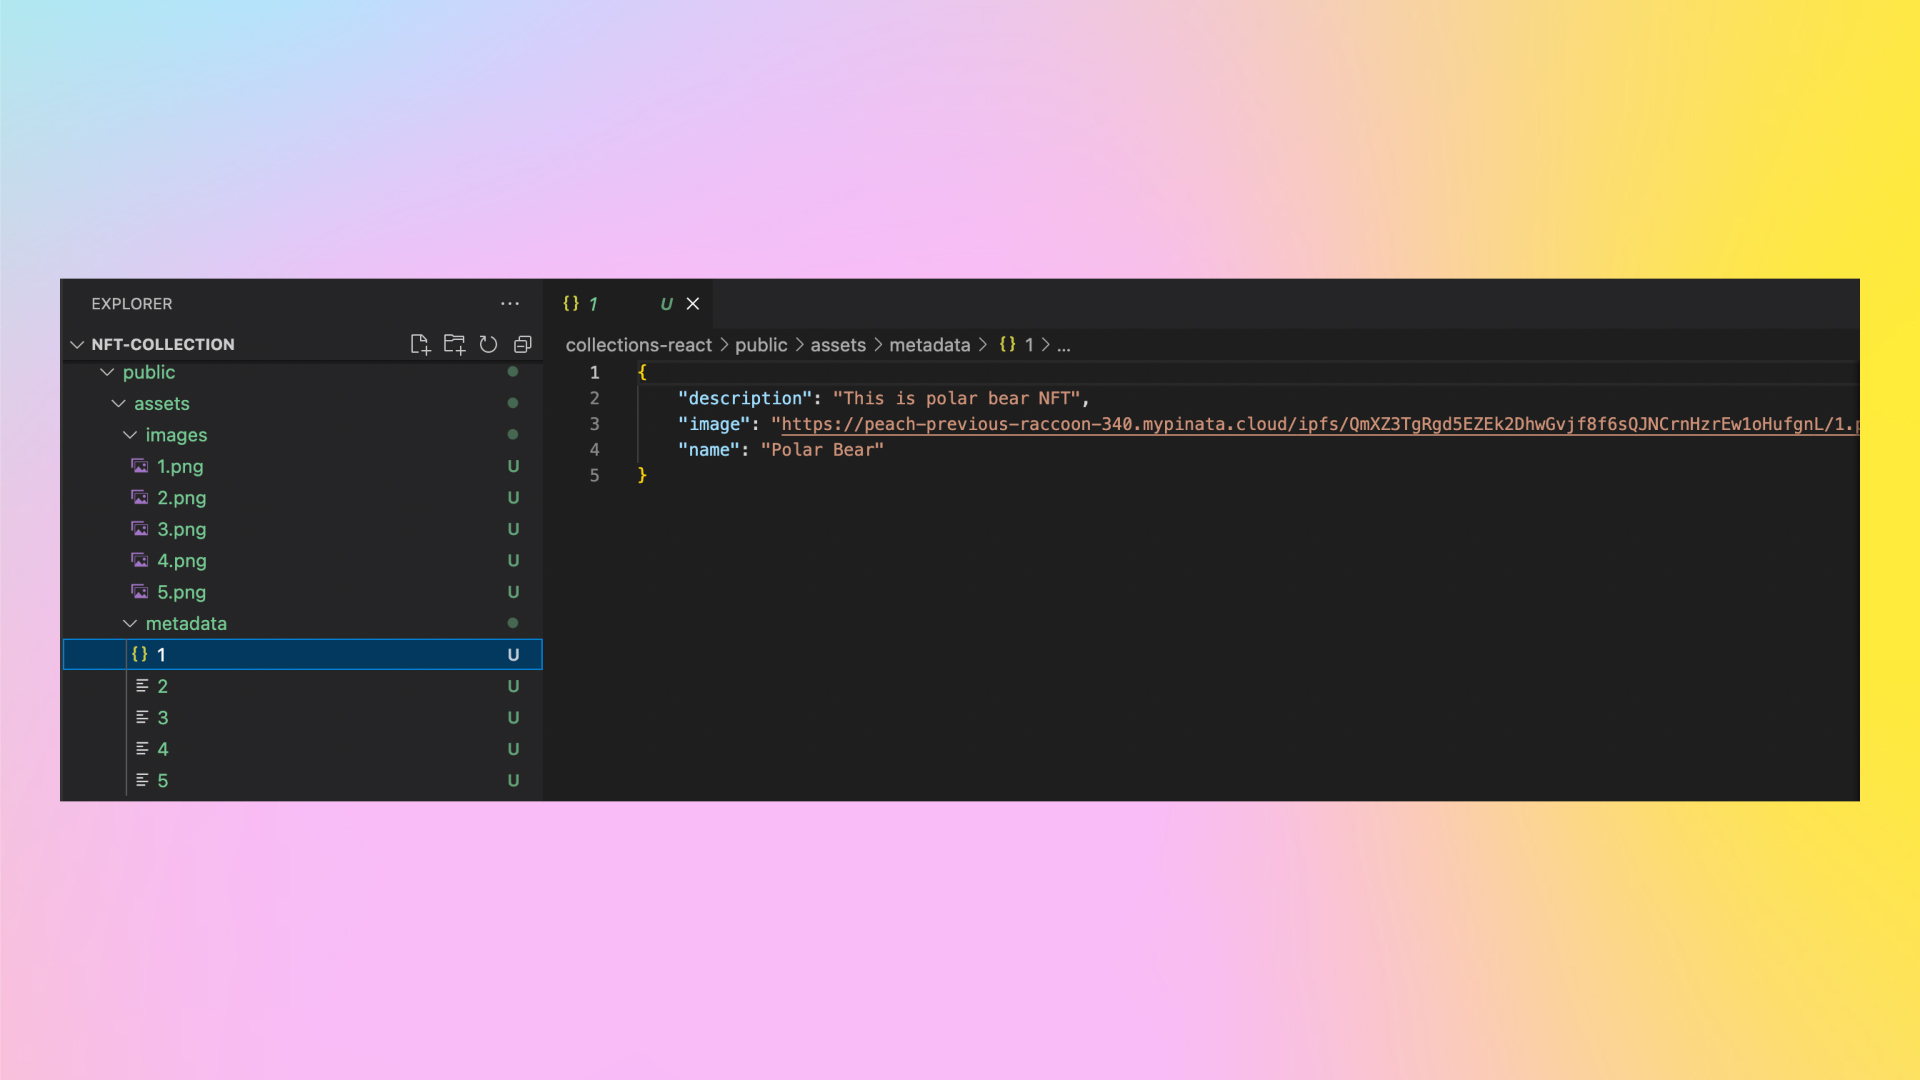 EXPLORER
NFT-COLLECTION
public
assets
images
1.png U
2.png U
3.png U
4.png U
5.png U
metadata
{} 1 U
2 U
3 U
4 U
5 U
{} 1 U
collections-react > public > assets > metadata > {} 1 > ...
1 {
2 "description": "This is polar bear NFT",
3 "image": "https://peach-previous-raccoon-340.mypinata.cloud/ipfs/QmXZ3TgRgd5EZEk2DhwGvjf8f6sQJNCrnHzrEw1oHufgnL/1.p
4 "name": "Polar Bear"
5 }